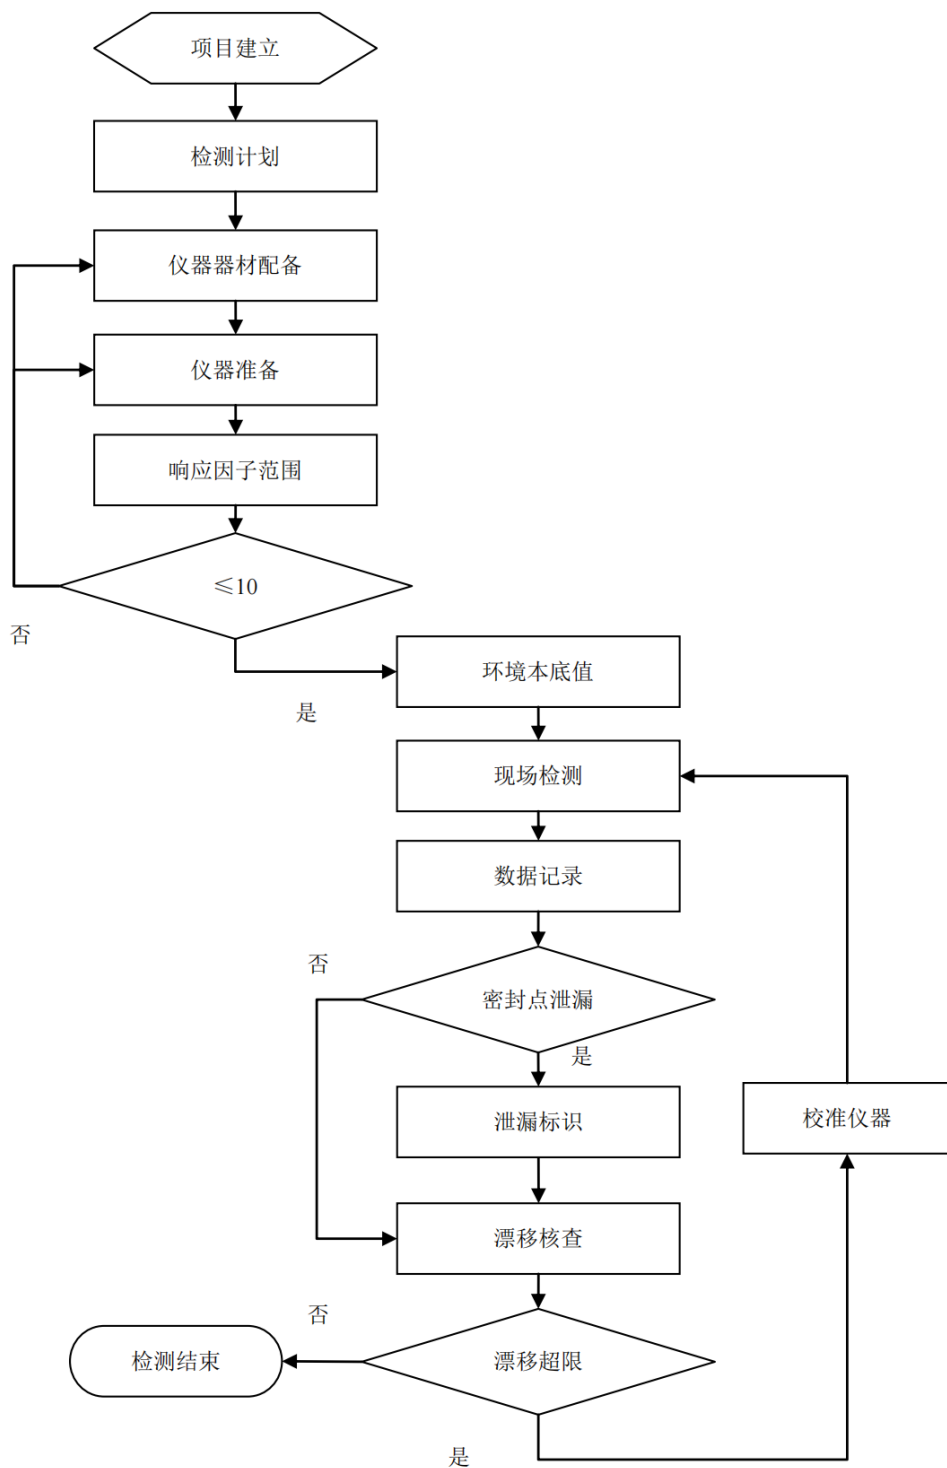 项目建立
检测计划
仪器器材配备
仪器准备
响应因子范围
≤10
否
环境本底值
是
现场检测
数据记录
否
密封点泄漏
是
泄漏标识
校准仪器
漂移核查
否
检测结束
漂移超限
是